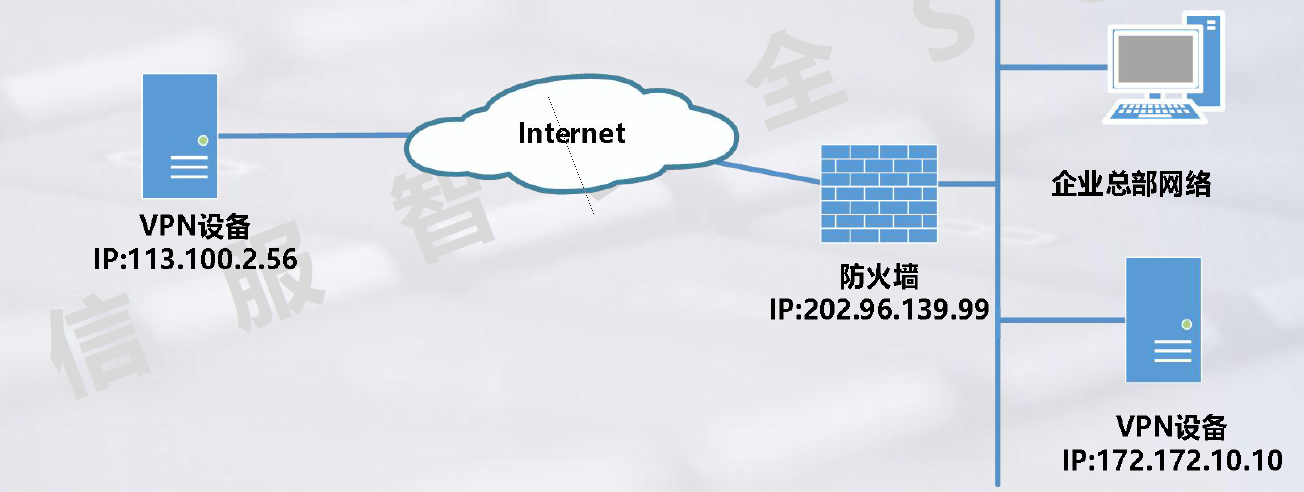 Internet
企业总部网络
VPN设备
IP:113.100.2.56
防火墙
IP:202.96.139.99
VPN设备
IP:172.172.10.10
信服智
全
S